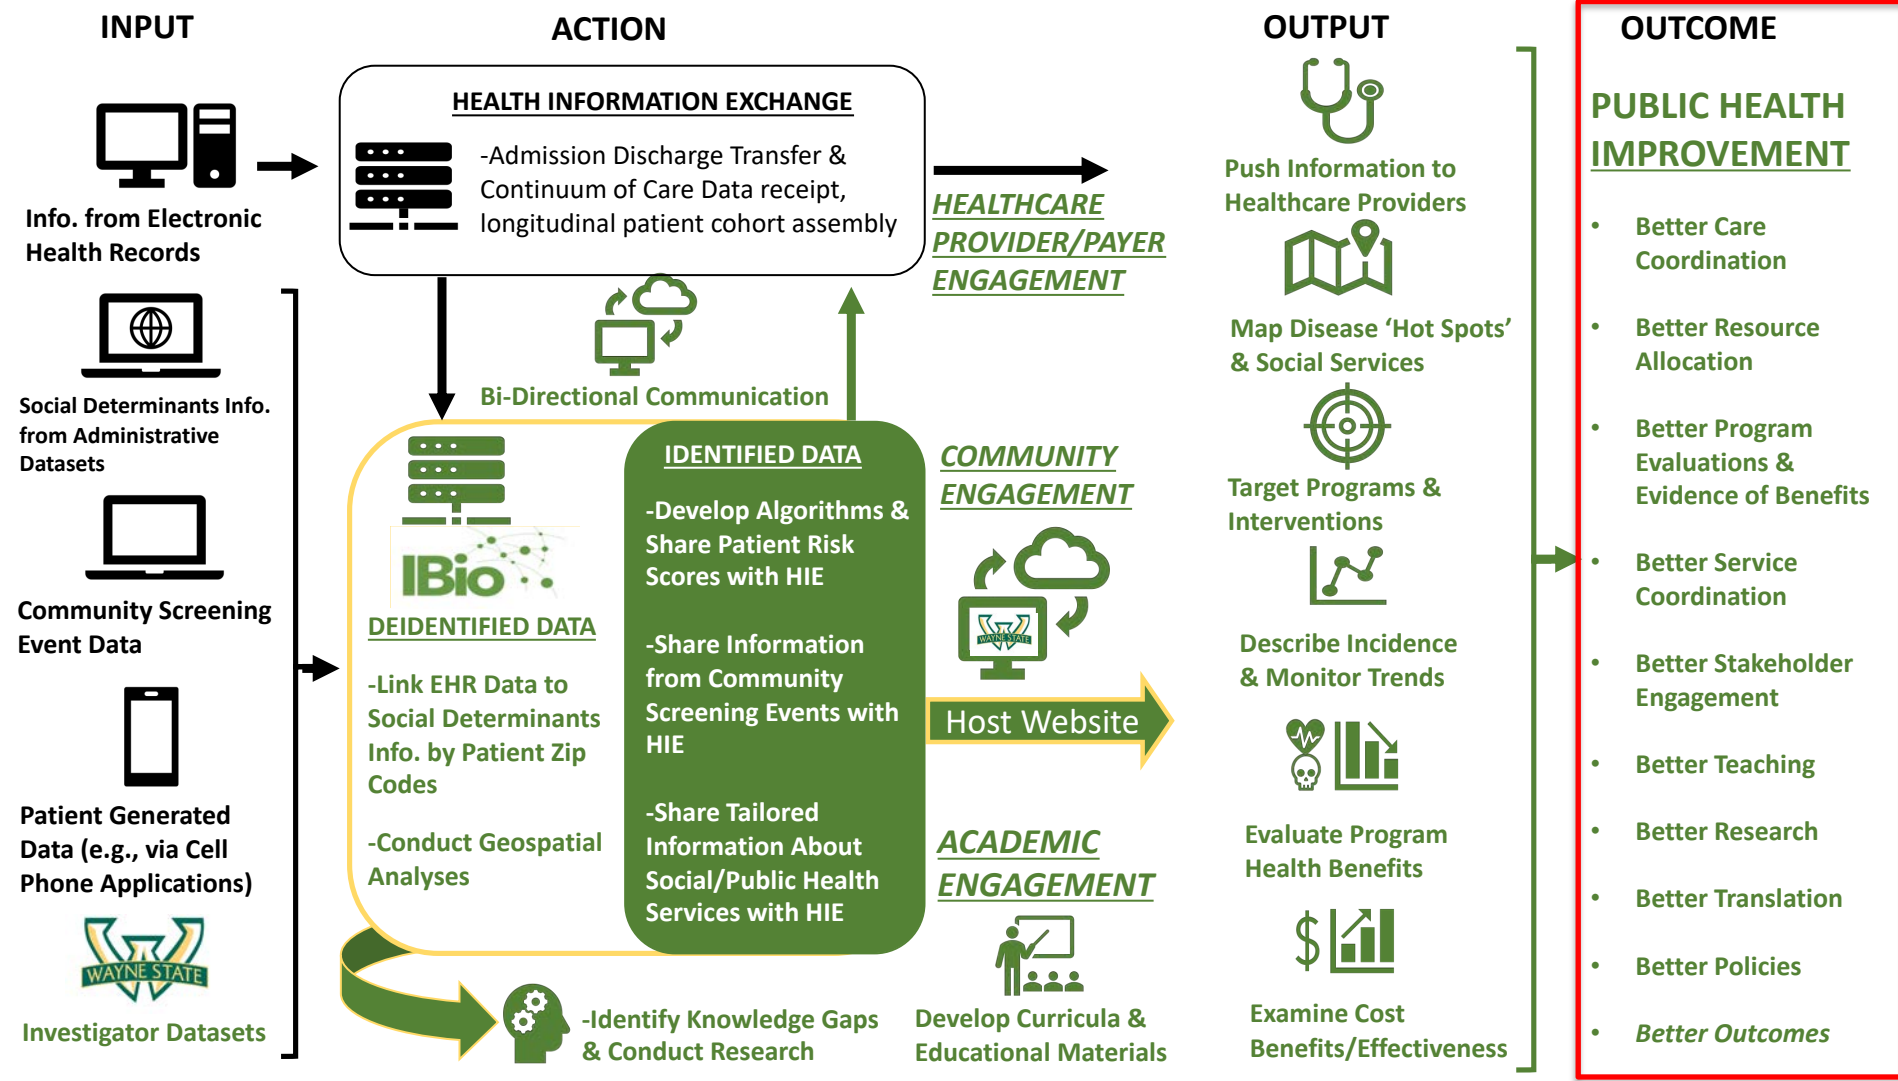 INPUT
Info. from Electronic
Health Records
Social Determinants Info.
from Administrative
Datasets
Community Screening
Event Data
Patient Generated
Data (e.g., via Cell
Phone Applications)
WAYNE STATE
Investigator Datasets
ACTION
HEALTH INFORMATION EXCHANGE
-Admission Discharge Transfer &
Continuum of Care Data receipt,
longitudinal patient cohort assembly
Bi-Directional Communication
IBio
DEIDENTIFIED DATA
-Link EHR Data to
Social Determinants
Info. by Patient Zip
Codes
-Conduct Geospatial
Analyses
IDENTIFIED DATA
-Develop Algorithms &
Share Patient Risk
Scores with HIE
-Share Information
from Community
Screening Events with
HIE
-Share Tailored
Information About
Social/Public Health
Services with HIE
-Identify Knowledge Gaps
& Conduct Research
HEALTHCARE
PROVIDER/PAYER
ENGAGEMENT
COMMUNITY
ENGAGEMENT
WAYNE STATE
Host Website
ACADEMIC
ENGAGEMENT
Develop Curricula &
Educational Materials
OUTPUT
Push Information to
Healthcare Providers
Map Disease ‘Hot Spots’
& Social Services
Target Programs &
Interventions
Describe Incidence
& Monitor Trends
Evaluate Program
Health Benefits
$
Examine Cost
Benefits/Effectiveness
OUTCOME
PUBLIC HEALTH
IMPROVEMENT
• Better Care
Coordination
• Better Resource
Allocation
• Better Program
Evaluations &
Evidence of Benefits
• Better Service
Coordination
• Better Stakeholder
Engagement
• Better Teaching
• Better Research
• Better Translation
• Better Policies
• Better Outcomes